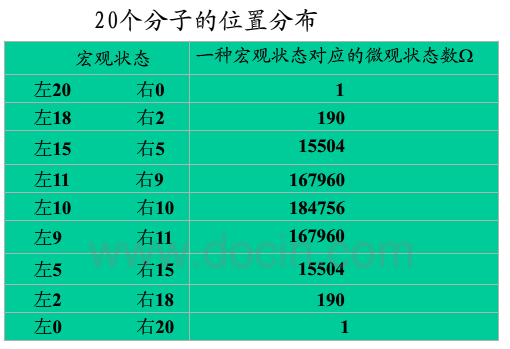 20个分子的位置分布
宏观状态 一种宏观状态对应的微观状态数Ω
左20 右0 1
左18 右2 190
左15 右5 15504
左11 右9 167960
左10 右10 184756
左9 右11 167960
www.docin.com
左5 右15 15504
左2 右18 190
左0 右20 1